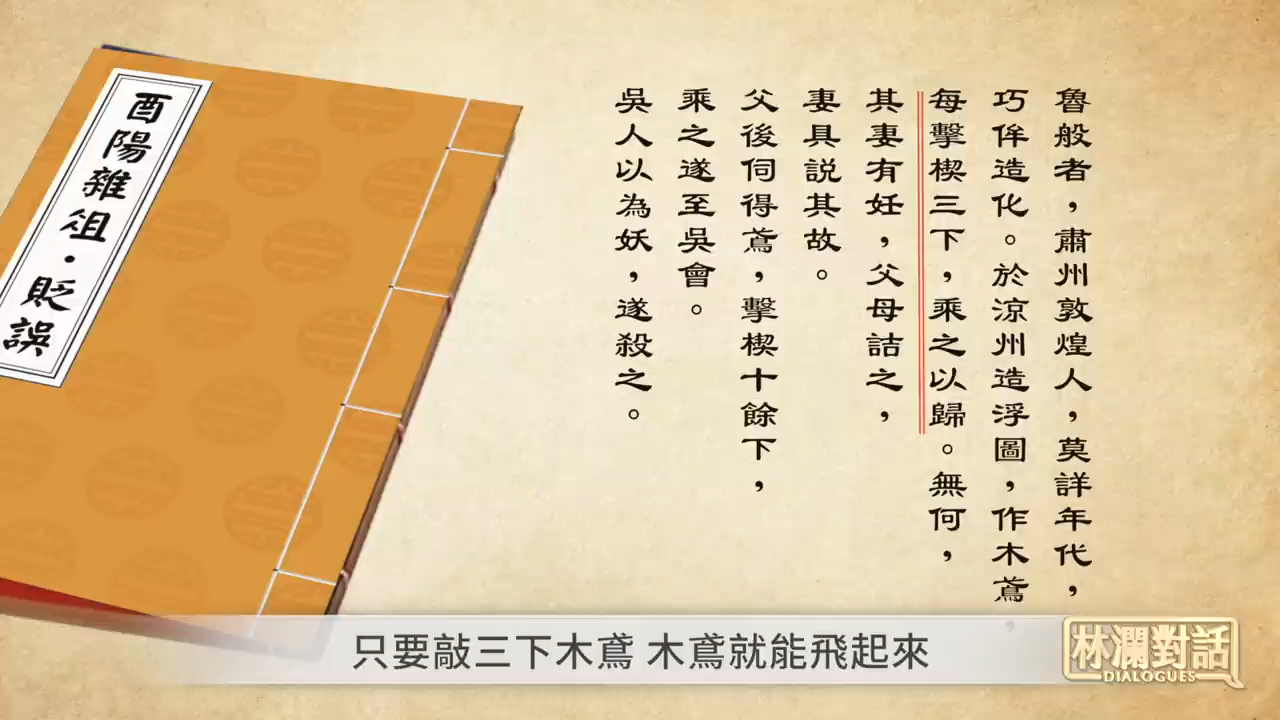 酉陽雜俎·貶誤
魯般者，肅州敦煌人，莫詳年代，
巧侔造化。於涼州造浮圖，作木鳶，
每擊楔三下，乘之以歸。無何，
其妻有妊，父母詰之，
妻具説其故。
父後伺得鳶，擊楔十餘下，
乘之遂至吳會。
吳人以為妖，遂殺之。
只要敲三下木鳶 木鳶就能飛起來
林瀾對話
DIALOGUES